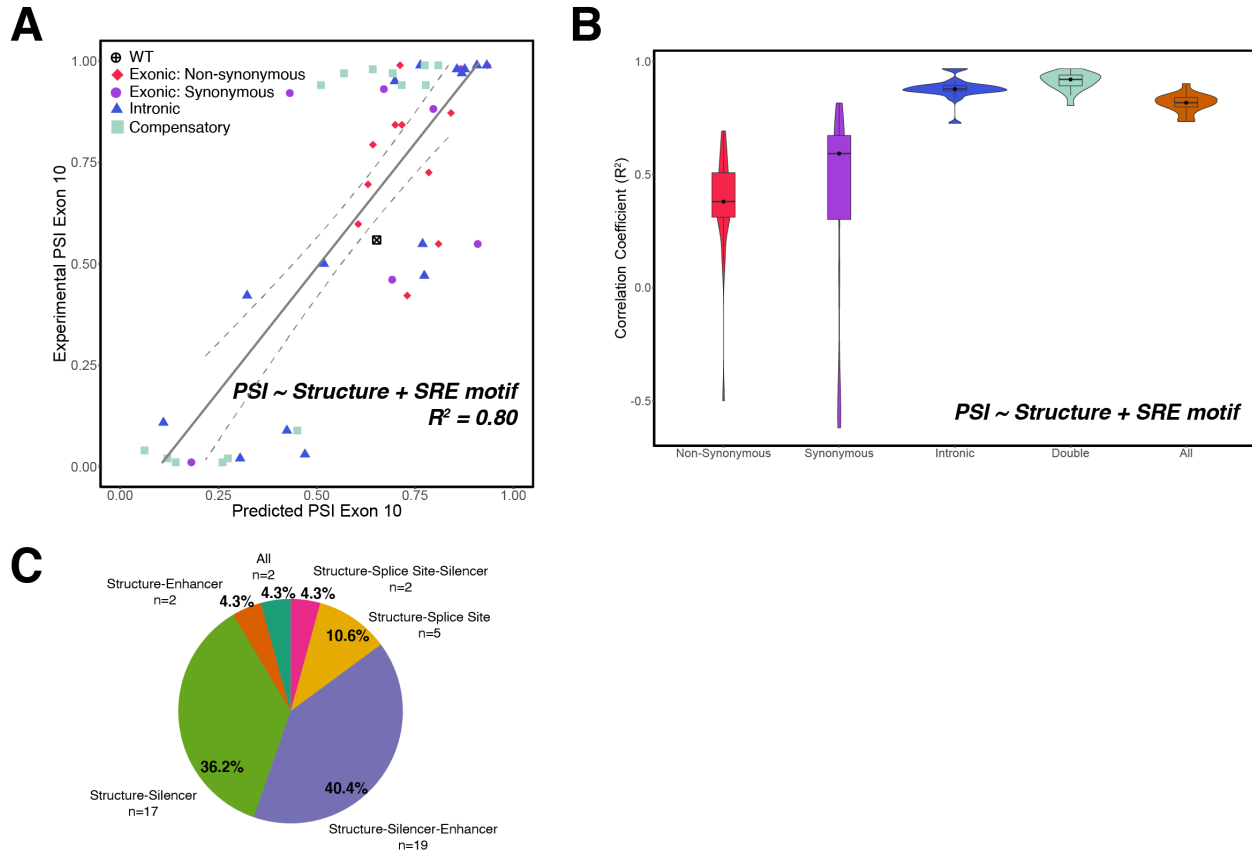 A
WT
Exonic: Non-synonymous
Exonic: Synonymous
Intronic
Compensatory
1.00
0.75
0.50
0.25
0.00
Experimental PSI Exon 10
PSI ~ Structure + SRE motif
R² = 0.80
0.00 0.25 0.50 0.75 1.00
Predicted PSI Exon 10
B
1.0
0.5
0.0
-0.5
Correlation Coefficient (R²)
PSI ~ Structure + SRE motif
Non-Synonymous Synonymous Intronic Double All
C
All
n=2
Structure-Splice Site-Silencer
n=2
Structure-Enhancer
n=2
4.3% 4.3% 4.3%
Structure-Splice Site
n=5
10.6%
36.2%
40.4%
Structure-Silencer
n=17
Structure-Silencer-Enhancer
n=19